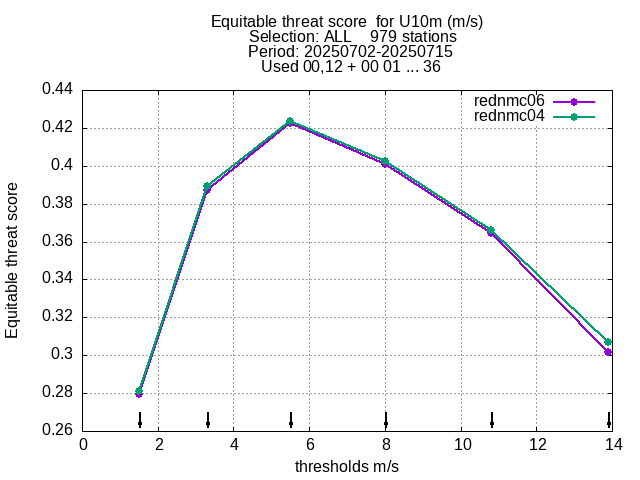 Equitable threat score  for U10m (m/s)
Selection: ALL    979 stations
Period: 20250702-20250715
Used 00,12 + 00 01 ... 36
rednmc06
rednmc04
0.44
0.42
0.4
0.38
0.36
0.34
0.32
0.3
0.28
0.26
Equitable threat score
0 2 4 6 8 10 12 14
thresholds m/s